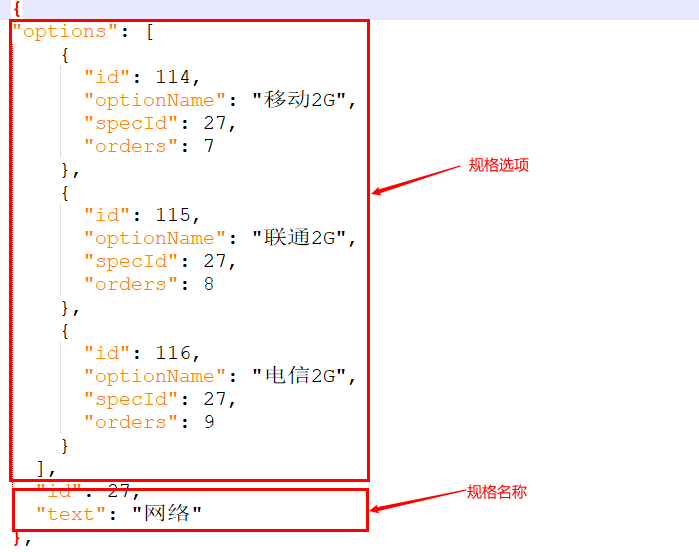 {
"options": [
{
"id": 114,
"optionName": "移动2G",
"specId": 27,
"orders": 7
},
规格选项
{
"id": 115,
"optionName": "联通2G",
"specId": 27,
"orders": 8
},
{
"id": 116,
"optionName": "电信2G",
"specId": 27,
"orders": 9
}
],
"id": 27,
规格名称
"text": "网络"
},